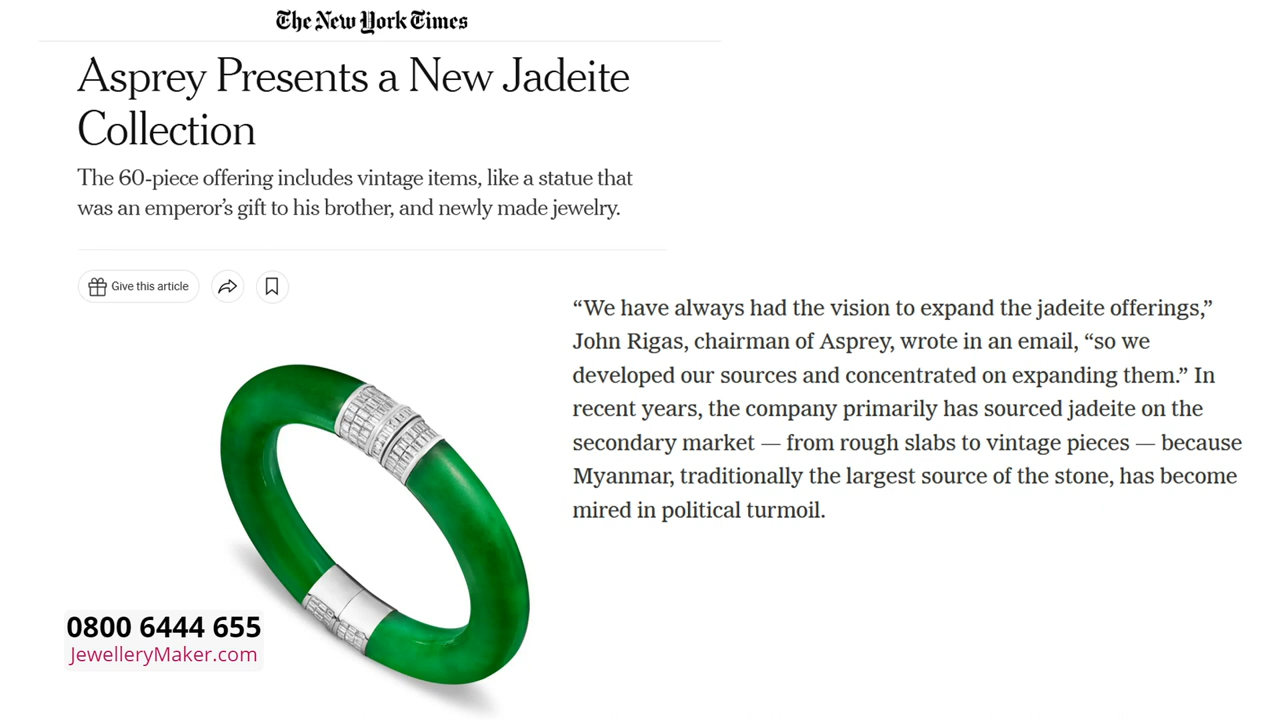 The New York Times
Asprey Presents a New Jadeite
Collection
The 60-piece offering includes vintage items, like a statue that
was an emperor’s gift to his brother, and newly made jewelry.
Give this article
“We have always had the vision to expand the jadeite offerings,”
John Rigas, chairman of Asprey, wrote in an email, “so we
developed our sources and concentrated on expanding them.” In
recent years, the company primarily has sourced jadeite on the
secondary market — from rough slabs to vintage pieces — because
Myanmar, traditionally the largest source of the stone, has become
mired in political turmoil.
0800 6444 655
JewelleryMaker.com